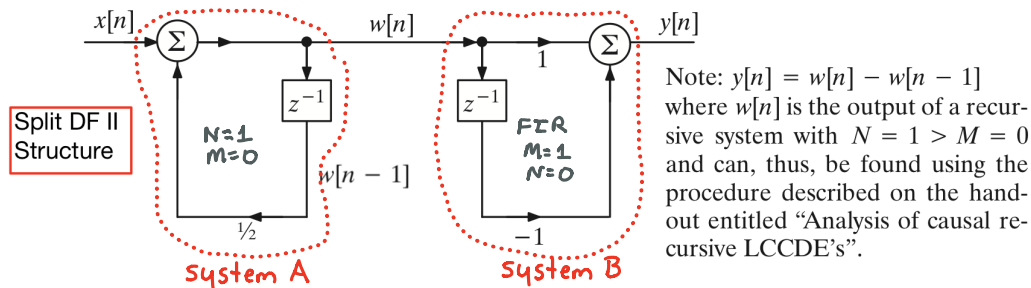 x[n]
w[n]
y[n]
Σ
Σ
1
z⁻¹
z⁻¹
Split DF II
Structure
N=1
M=0
FIR
M=1
N=0
w[n − 1]
½
−1
system A
system B
Note: y[n] = w[n] − w[n − 1]
where w[n] is the output of a recur-
sive system with N = 1 > M = 0
and can, thus, be found using the
procedure described on the hand-
out entitled “Analysis of causal re-
cursive LCCDE’s”.